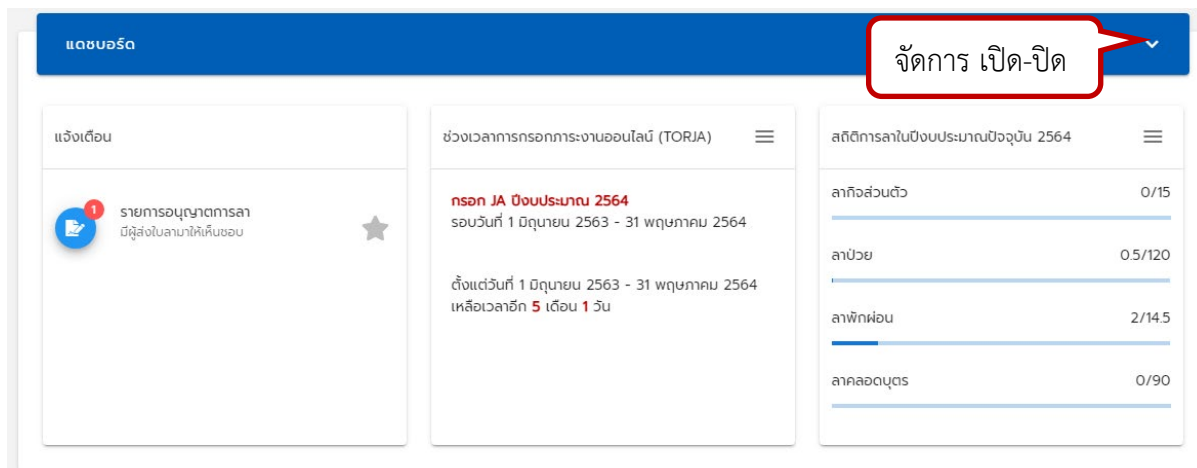 แดชบอร์ด
จัดการ เปิด-ปิด
แจ้งเตือน
1
รายการอนุญาตการลา
มีผู้ส่งใบลามาให้เห็นชอบ
ช่วงเวลาการกรอกภาระงานออนไลน์ (TORJA)
กรอก JA ปีงบประมาณ 2564
รอบวันที่ 1 มิถุนายน 2563 - 31 พฤษภาคม 2564
ตั้งแต่วันที่ 1 มิถุนายน 2563 - 31 พฤษภาคม 2564
เหลือเวลาอีก 5 เดือน 1 วัน
สถิติการลาในปีงบประมาณปัจจุบัน 2564
ลากิจส่วนตัว 0/15
ลาป่วย 0.5/120
ลาพักผ่อน 2/14.5
ลาคลอดบุตร 0/90